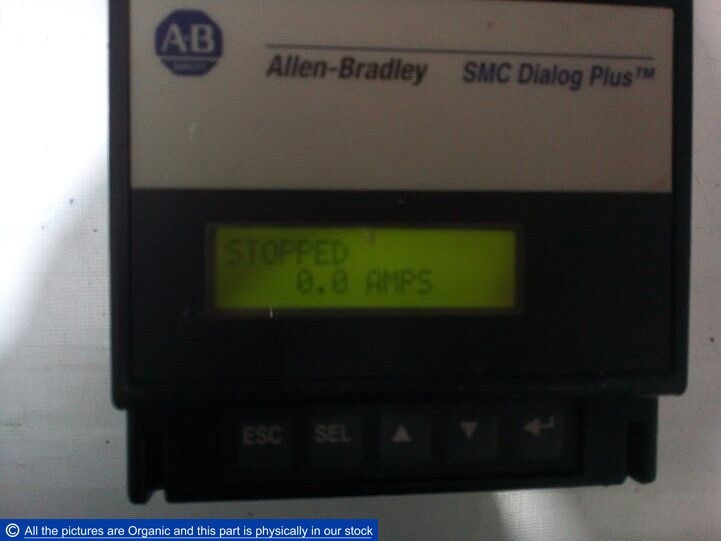 A-B
Allen-Bradley SMC Dialog Plus™
STOPPED
0.0 AMPS
ESC SEL
© All the pictures are Organic and this part is physically in our stock